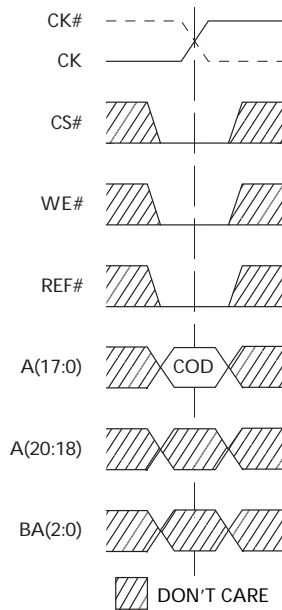 CK#
CK
CS#
WE#
REF#
A(17:0) COD
A(20:18)
BA(2:0)
DON'T CARE